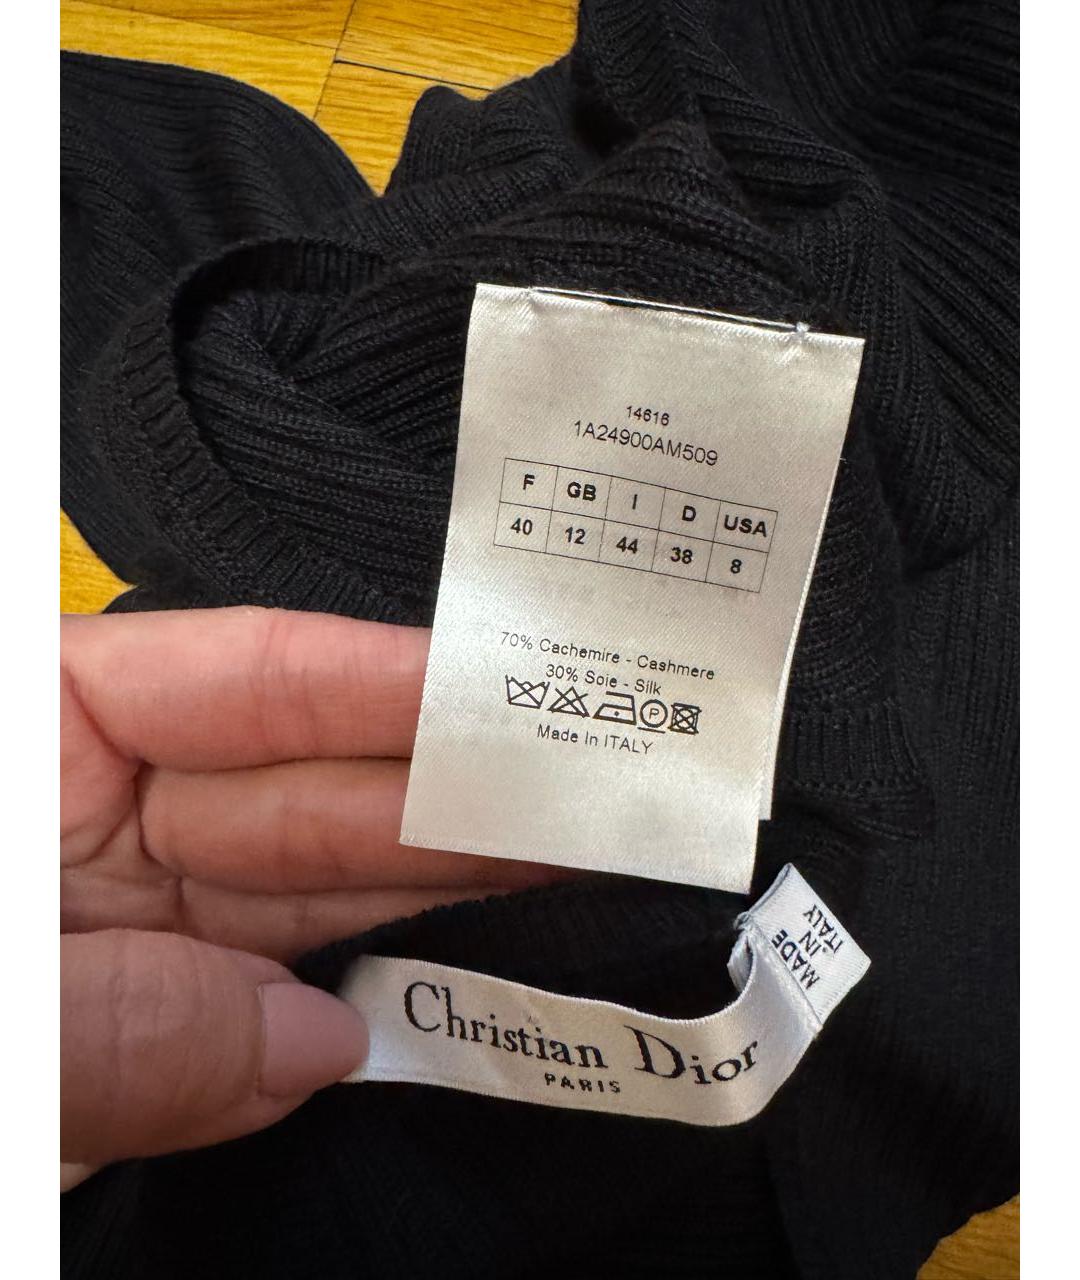 14616
1A24900AM509
F GB I D USA
40 12 44 38 8
70% Cachemire - Cashmere
30% Soie - Silk
P
Made In ITALY
MADE
IN
ITALY
Christian Dior
PARIS